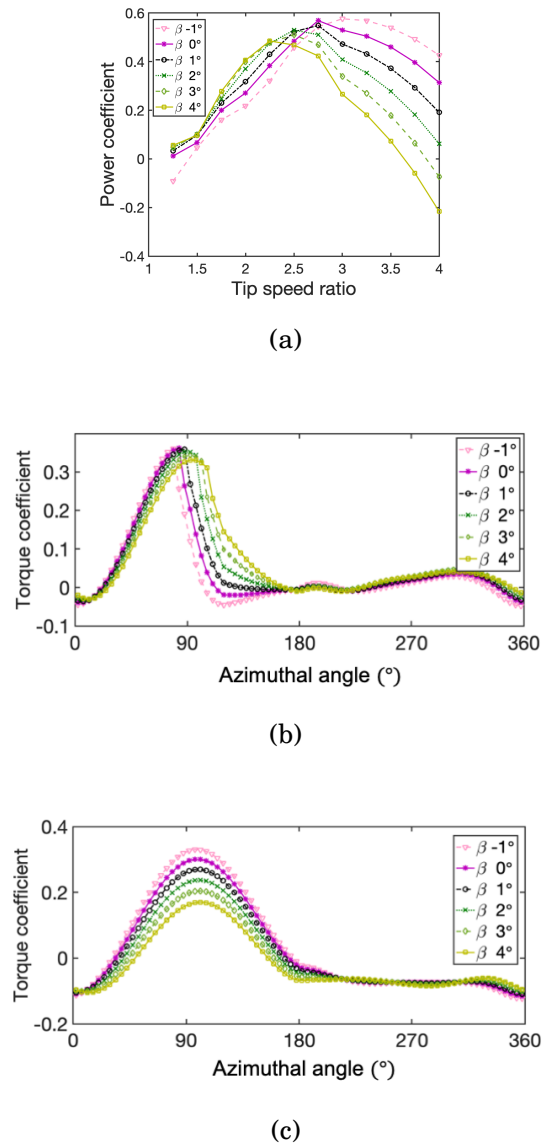 0.6
0.4
0.2
0
-0.2
-0.4
Power coefficient
β -1°
β 0°
β 1°
β 2°
β 3°
β 4°
1 1.5 2 2.5 3 3.5 4
Tip speed ratio
(a)
0.3
0.2
0.1
0
-0.1
Torque coefficient
β -1°
β 0°
β 1°
β 2°
β 3°
β 4°
0 90 180 270 360
Azimuthal angle (°)
(b)
0.4
0.2
0
-0.2
Torque coefficient
β -1°
β 0°
β 1°
β 2°
β 3°
β 4°
0 90 180 270 360
Azimuthal angle (°)
(c)